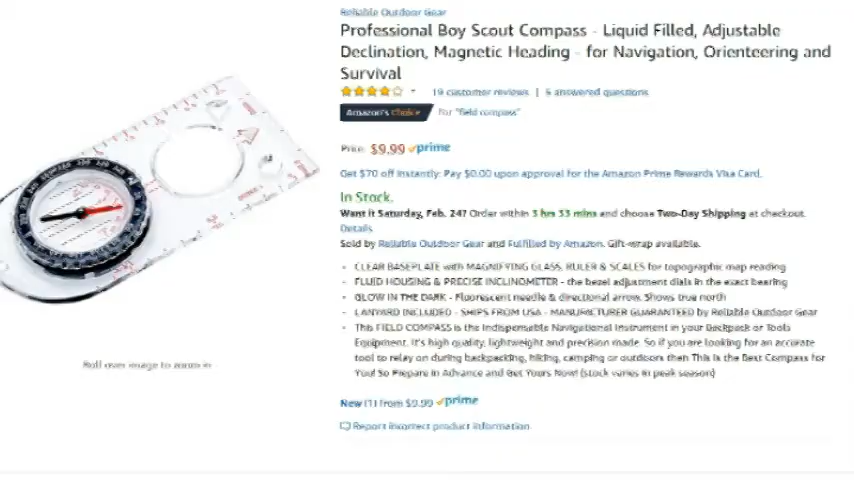 Reliable Outdoor Gear
Professional Boy Scout Compass - Liquid Filled, Adjustable
Declination, Magnetic Heading - for Navigation, Orienteering and
Survival
19 customer reviews | 5 answered questions
Amazon's Choice for "field compass"
Price: $9.99 prime
Get $70 off instantly: Pay $0.00 upon approval for the Amazon Prime Rewards Visa Card.
In Stock.
Want it Saturday, Feb. 24? Order within 3 hrs 33 mins and choose Two-Day Shipping at checkout.
Details
Sold by Reliable Outdoor Gear and Fulfilled by Amazon. Gift-wrap available.
CLEAR BASEPLATE with MAGNIFYING GLASS, RULER & SCALES for topographic map reading
FLUID HOUSING & PRECISE INCLINOMETER - the bezel adjustment dials in the exact bearing
GLOW IN THE DARK - Fluorescent needle & directional arrow. Shows true north
LANYARD INCLUDED - SHIPS FROM USA - MANUFACTURER GUARANTEED by Reliable Outdoor Gear
This FIELD COMPASS is the Indispensable Navigational Instrument in your Backpack or Tools
Equipment. It's high quality, lightweight and precision made. So if you are looking for an accurate
tool to relay on during backpacking, hiking, camping or outdoors then This is the Best Compass for
You! So Prepare In Advance and Get Yours Now! (stock varies in peak season)
Roll over image to zoom in
New (1) from $9.99 prime
Report incorrect product information